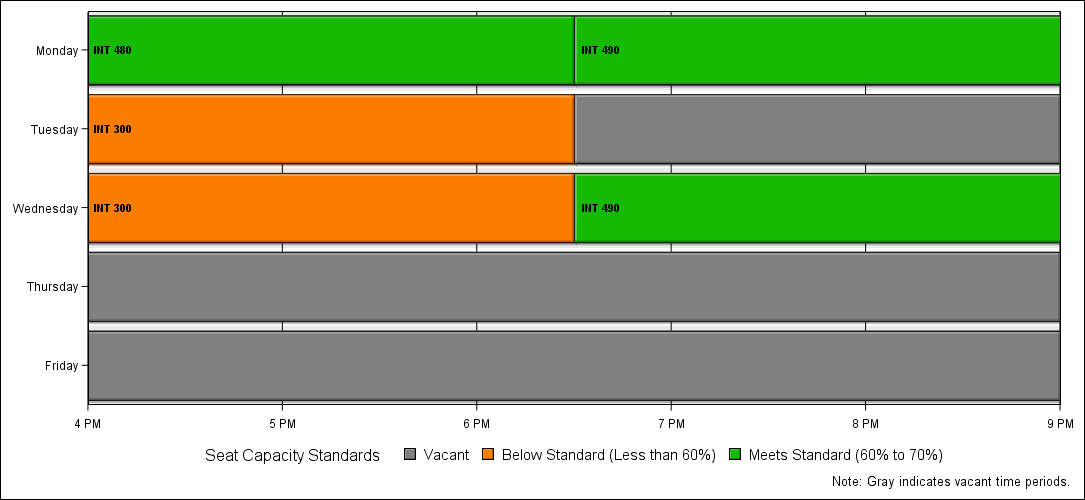 Monday
INT 480
INT 490
Tuesday
INT 300
Wednesday
INT 300
INT 490
Thursday
Friday
4 PM 5 PM 6 PM 7 PM 8 PM 9 PM
Seat Capacity Standards Vacant Below Standard (Less than 60%) Meets Standard (60% to 70%)
Note: Gray indicates vacant time periods.